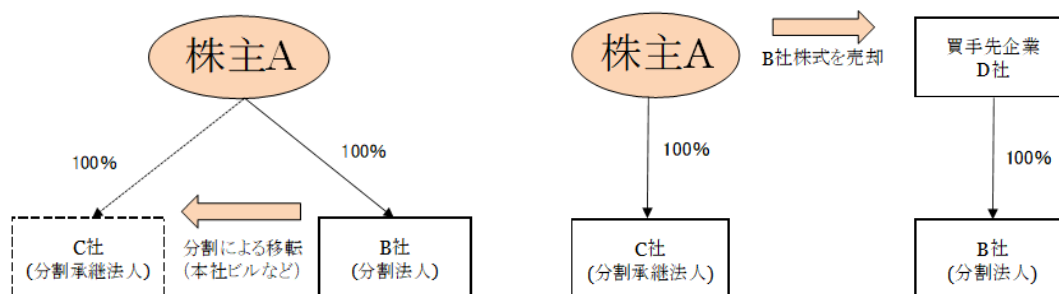 株主A
100%
100%
分割による移転
(本社ビルなど)
C社
(分割承継法人)
B社
(分割法人)
株主A
B社株式を売却
買手先企業
D社
100%
100%
C社
(分割承継法人)
B社
(分割法人)